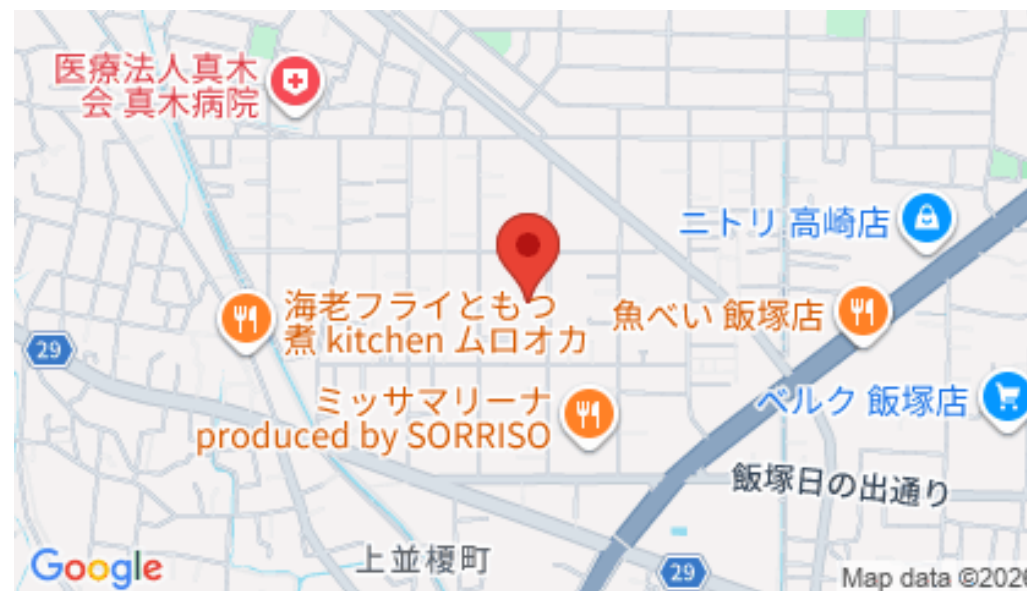 医療法人真木
会 真木病院
ニトリ 高崎店
海老フライともつ
煮 kitchen ムロオカ
魚べい 飯塚店
29
ミッサマリーナ
produced by SORRISO
ベルク 飯塚店
飯塚日の出通り
上並榎町
29
Google
Map data ©2026